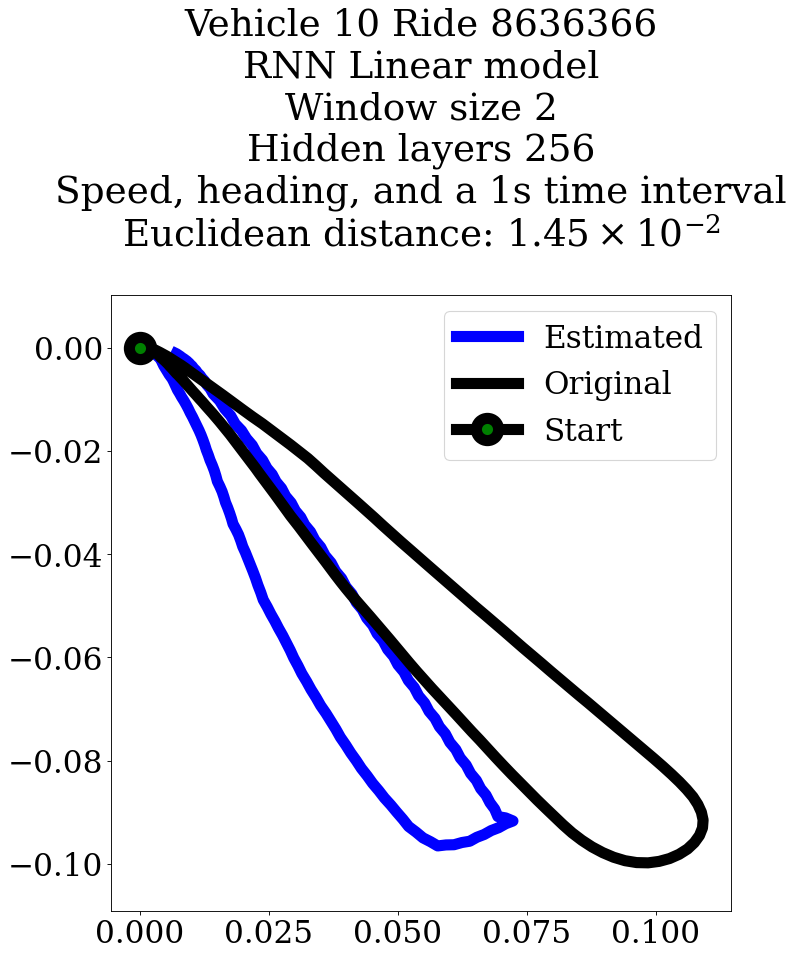 Vehicle 10 Ride 8636366
RNN Linear model
Window size 2
Hidden layers 256
Speed, heading, and a 1s time interval
Euclidean distance: 1.45 × 10⁻²
Estimated
Original
Start
0.00
−0.02
−0.04
−0.06
−0.08
−0.10
0.000 0.025 0.050 0.075 0.100